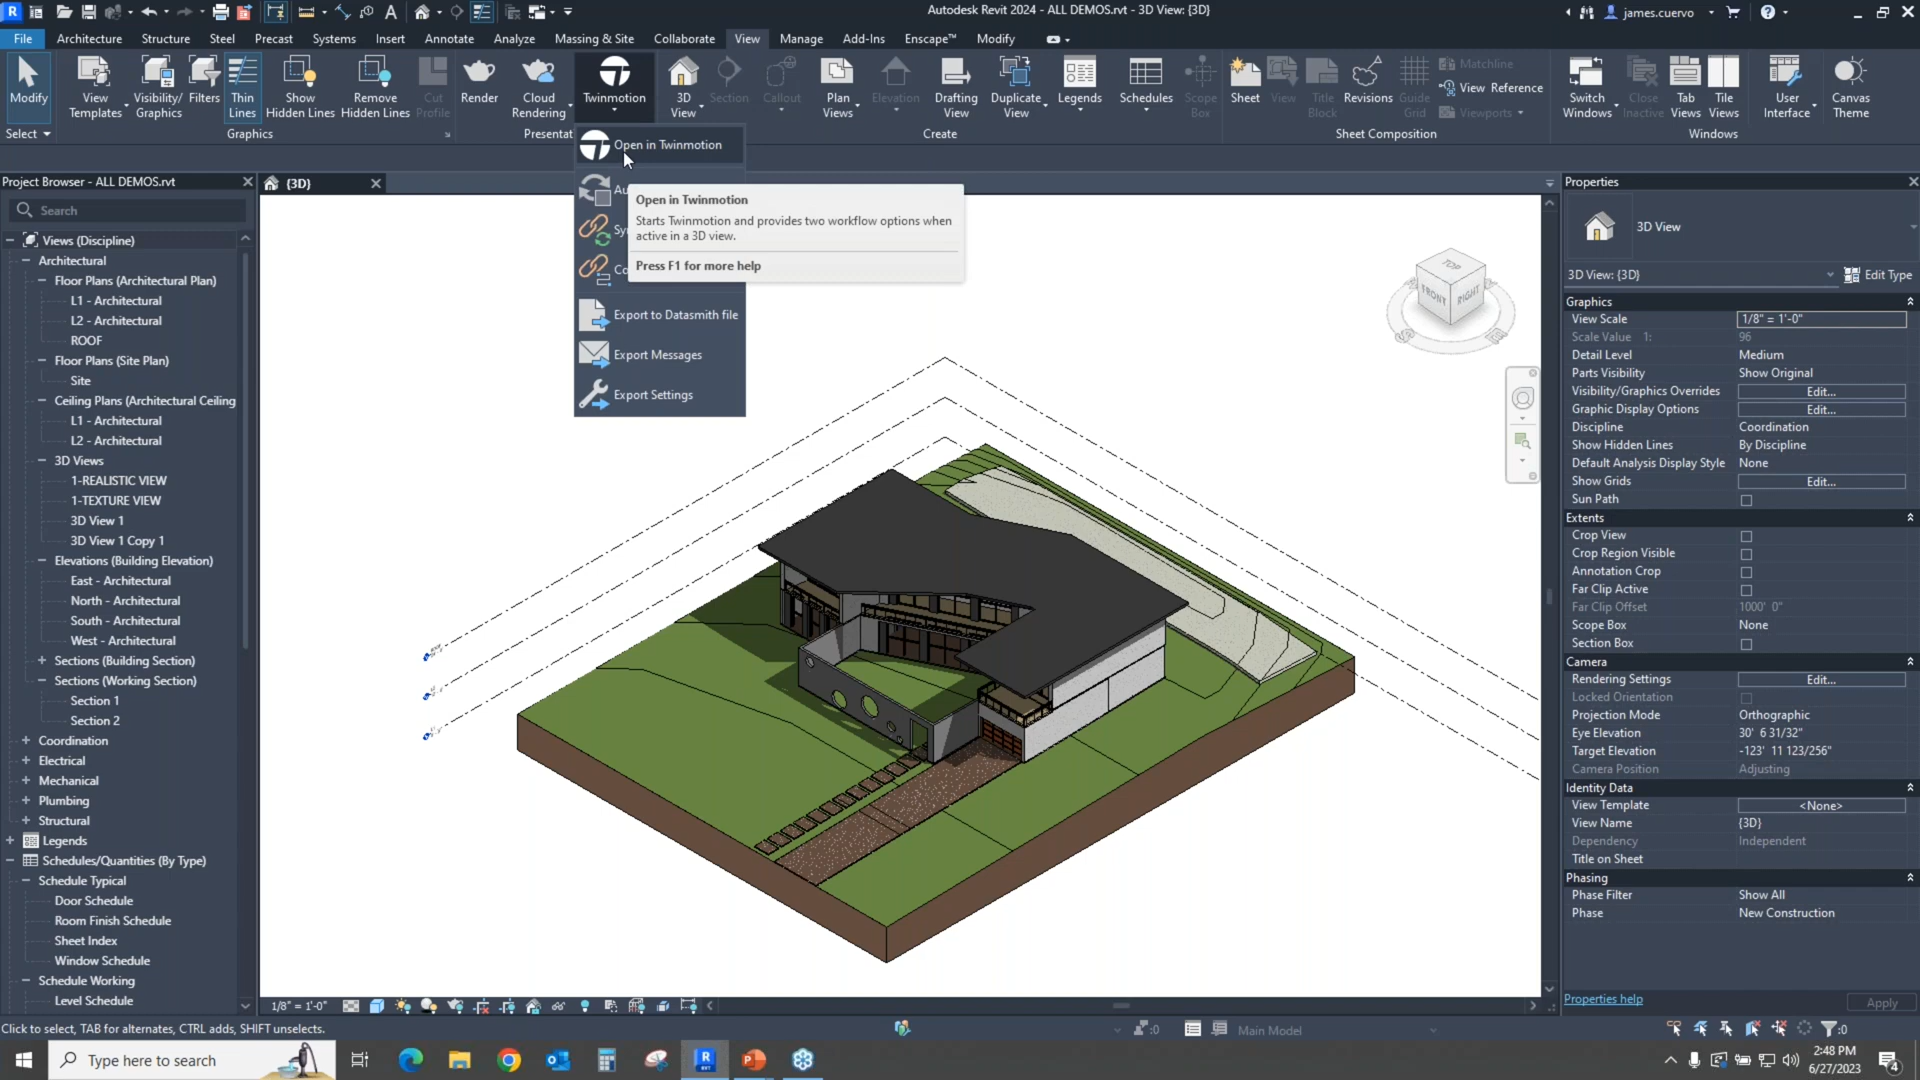 Autodesk Revit 2024 - ALL DEMOS.rvt - 3D View: {3D}
james.cuervo
File Architecture Structure Steel Precast Systems Insert Annotate Analyze Massing & Site Collaborate View Manage Add-Ins Enscape™ Modify
Modify
View Templates
Visibility/ Graphics
Filters
Thin Lines
Show Hidden Lines
Remove Hidden Lines
Cut Profile
Render
Cloud Rendering
Twinmotion
3D View
Section
Callout
Plan Views
Elevation
Drafting View
Duplicate View
Legends
Schedules
Scope Box
Sheet
View
Title Block
Revisions
Guide Grid
Matchline
View Reference
Viewports
Switch Windows
Close Inactive
Tab Views
Tile Views
User Interface
Canvas Theme
Select
Graphics
Presentat
Create
Sheet Composition
Windows
Open in Twinmotion
Au
Sy
Co
Export to Datasmith file
Export Messages
Export Settings
Open in Twinmotion
Starts Twinmotion and provides two workflow options when
active in a 3D view.
Press F1 for more help
Project Browser - ALL DEMOS.rvt
Search
Views (Discipline)
Architectural
Floor Plans (Architectural Plan)
L1 - Architectural
L2 - Architectural
ROOF
Floor Plans (Site Plan)
Site
Ceiling Plans (Architectural Ceiling
L1 - Architectural
L2 - Architectural
3D Views
1-REALISTIC VIEW
1-TEXTURE VIEW
3D View 1
3D View 1 Copy 1
Elevations (Building Elevation)
East - Architectural
North - Architectural
South - Architectural
West - Architectural
Sections (Building Section)
Sections (Working Section)
Section 1
Section 2
Coordination
Electrical
Mechanical
Plumbing
Structural
Legends
Schedules/Quantities (By Type)
Schedule Typical
Door Schedule
Room Finish Schedule
Sheet Index
Window Schedule
Schedule Working
Level Schedule
{3D}
TOP
FRONT
RIGHT
Properties
3D View
3D View: {3D}
Edit Type
Graphics
View Scale 1/8" = 1'-0"
Scale Value 1: 96
Detail Level Medium
Parts Visibility Show Original
Visibility/Graphics Overrides Edit...
Graphic Display Options Edit...
Discipline Coordination
Show Hidden Lines By Discipline
Default Analysis Display Style None
Show Grids Edit...
Sun Path
Extents
Crop View
Crop Region Visible
Annotation Crop
Far Clip Active
Far Clip Offset 1000' 0"
Scope Box None
Section Box
Camera
Rendering Settings Edit...
Locked Orientation
Projection Mode Orthographic
Eye Elevation 30' 6 31/32"
Target Elevation -123' 11 123/256"
Camera Position Adjusting
Identity Data
View Template <None>
View Name {3D}
Dependency Independent
Title on Sheet
Phasing
Phase Filter Show All
Phase New Construction
Properties help
Apply
1/8" = 1'-0"
Click to select, TAB for alternates, CTRL adds, SHIFT unselects.
:0
Main Model
:0
Type here to search
2:48 PM
6/27/2023
4